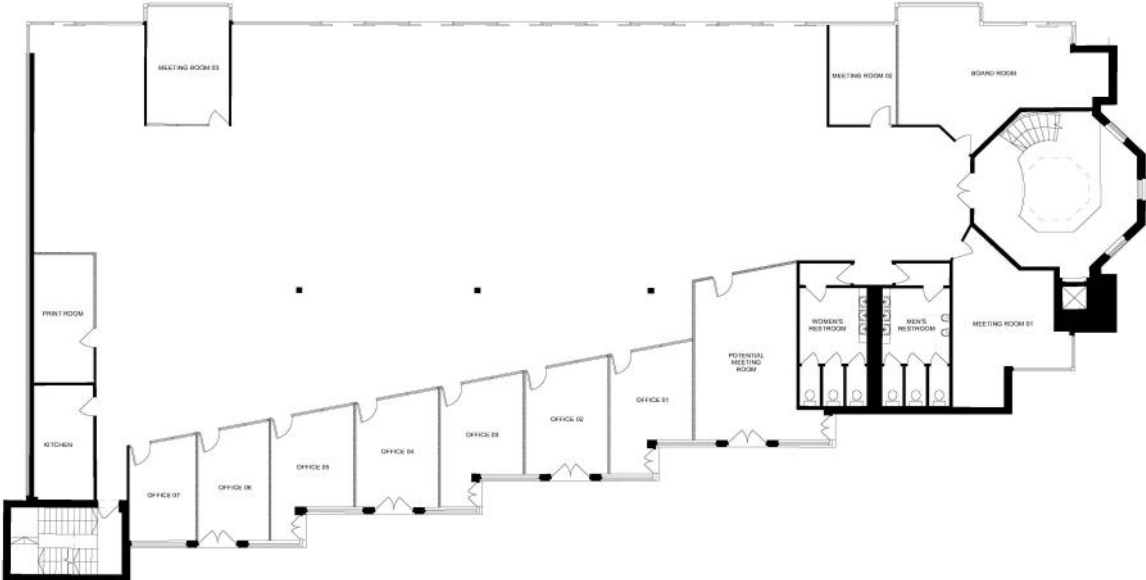 MEETING ROOM 03
MEETING ROOM 02
BOARD ROOM
PRINT ROOM
WOMEN'S
RESTROOM
MEN'S
RESTROOM
MEETING ROOM 01
POTENTIAL
MEETING
ROOM
KITCHEN
OFFICE 01
OFFICE 02
OFFICE 03
OFFICE 04
OFFICE 05
OFFICE 06
OFFICE 07